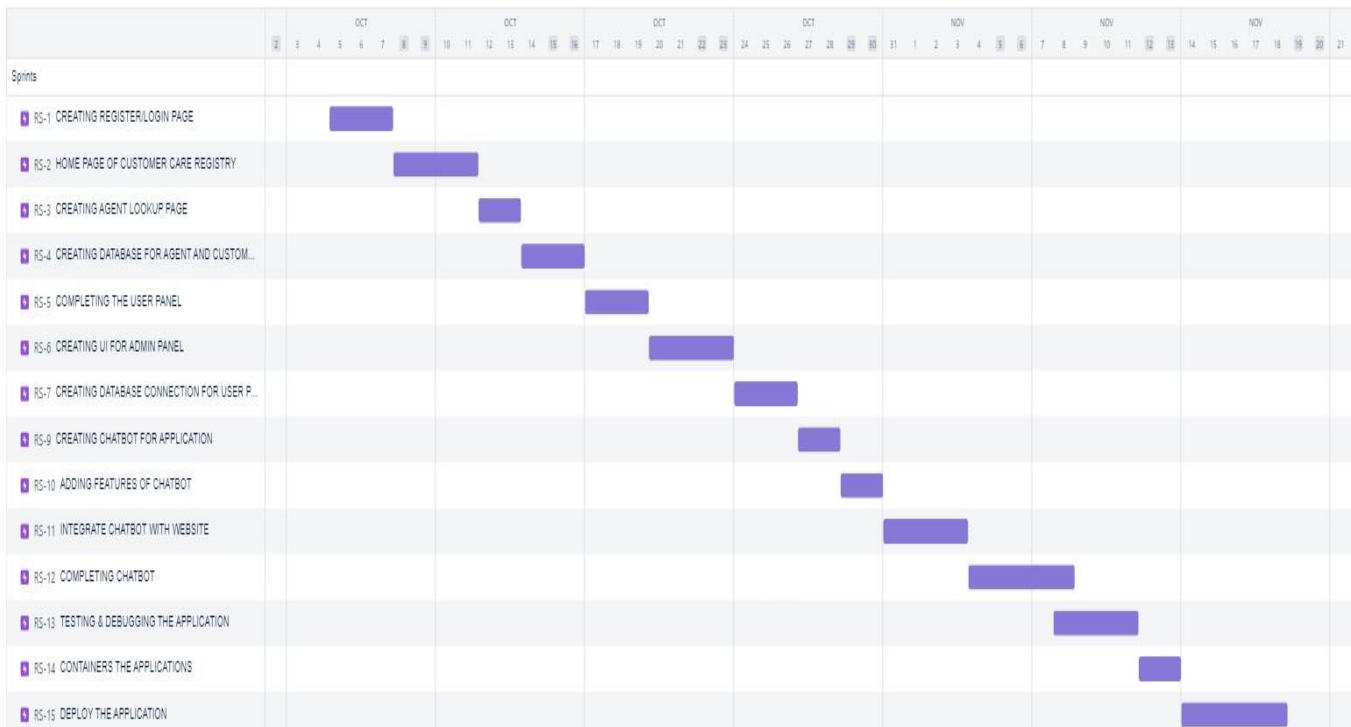 OCT OCT OCT OCT NOV NOV NOV
2 3 4 5 6 7 8 9 10 11 12 13 14 15 16 17 18 19 20 21 22 23 24 25 26 27 28 29 30 31 1 2 3 4 5 6 7 8 9 10 11 12 13 14 15 16 17 18 19 20 21
Sprints
RS-1 CREATING REGISTER/LOGIN PAGE
RS-2 HOME PAGE OF CUSTOMER CARE REGISTRY
RS-3 CREATING AGENT LOOKUP PAGE
RS-4 CREATING DATABASE FOR AGENT AND CUSTOM...
RS-5 COMPLETING THE USER PANEL
RS-6 CREATING UI FOR ADMIN PANEL
RS-7 CREATING DATABASE CONNECTION FOR USER P...
RS-9 CREATING CHATBOT FOR APPLICATION
RS-10 ADDING FEATURES OF CHATBOT
RS-11 INTEGRATE CHATBOT WITH WEBSITE
RS-12 COMPLETING CHATBOT
RS-13 TESTING & DEBUGGING THE APPLICATION
RS-14 CONTAINERS THE APPLICATIONS
RS-15 DEPLOY THE APPLICATION